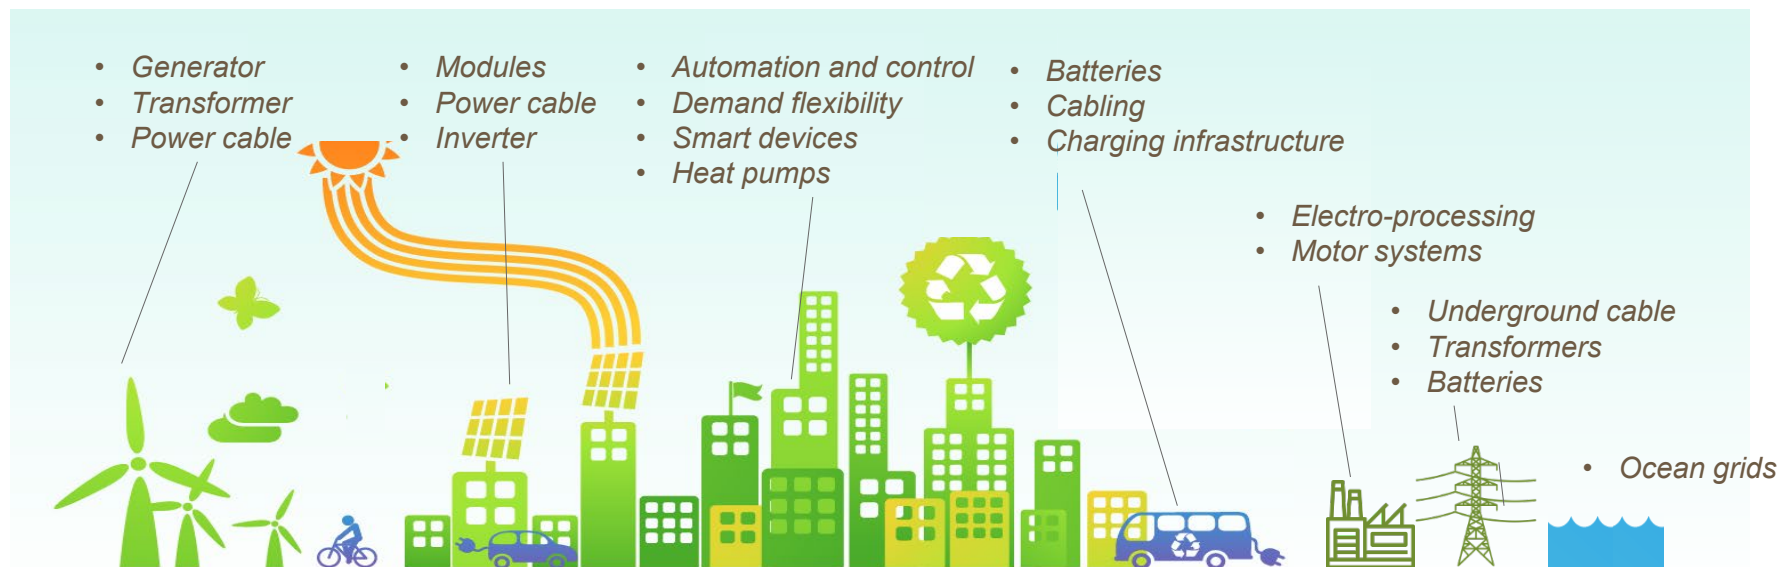 • Generator
• Transformer
• Power cable
• Modules
• Power cable
• Inverter
• Automation and control
• Demand flexibility
• Smart devices
• Heat pumps
• Batteries
• Cabling
• Charging infrastructure
• Electro-processing
• Motor systems
• Underground cable
• Transformers
• Batteries
• Ocean grids